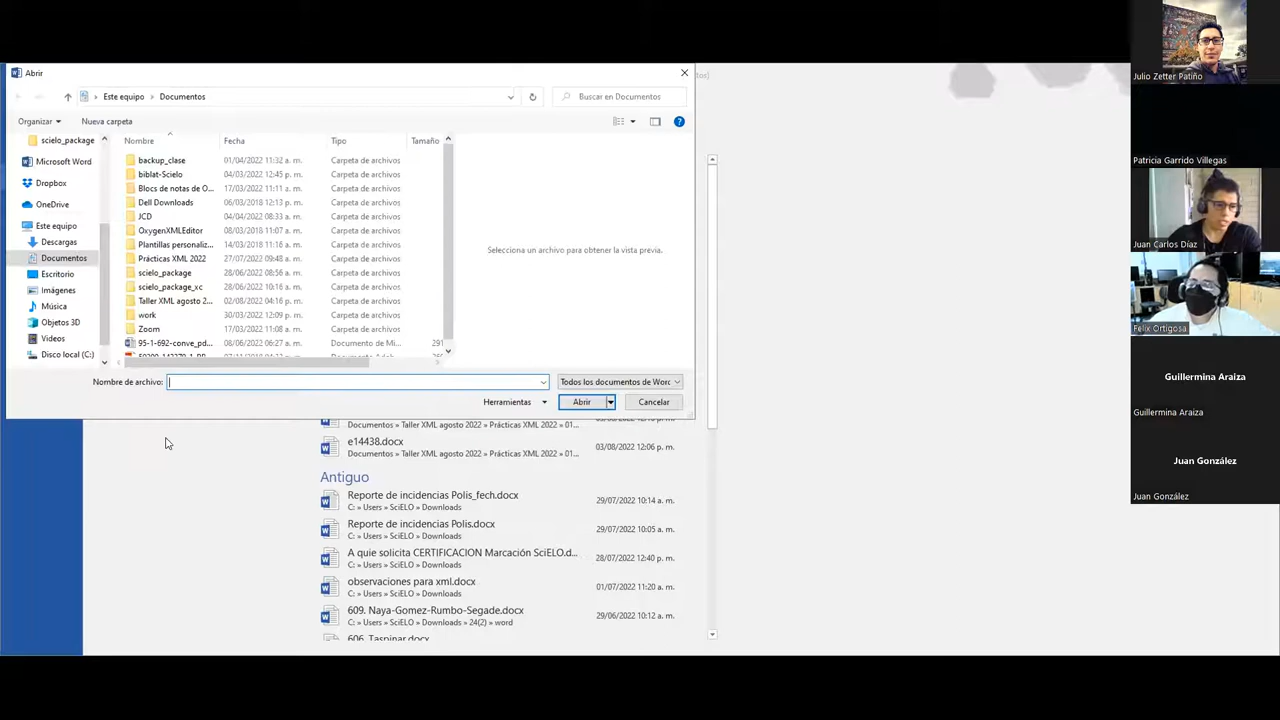 Abrir
Este equipo > Documentos
Buscar en Documentos
Organizar
Nueva carpeta
scielo_package
Microsoft Word
Dropbox
OneDrive
Este equipo
Descargas
Documentos
Escritorio
Imágenes
Música
Objetos 3D
Videos
Disco local (C:)
Nombre Fecha Tipo Tamaño
backup_clase 01/04/2022 11:32 a. m. Carpeta de archivos
biblat-Scielo 04/03/2022 12:45 p. m. Carpeta de archivos
Blocs de notas de O... 17/03/2022 11:11 a. m. Carpeta de archivos
Dell Downloads 06/03/2018 12:13 p. m. Carpeta de archivos
JCD 04/04/2022 08:33 a. m. Carpeta de archivos
OxygenXMLEditor 08/03/2018 11:07 a. m. Carpeta de archivos
Plantillas personaliz... 14/03/2022 11:18 a. m. Carpeta de archivos
Prácticas XML 2022 27/07/2022 09:48 a. m. Carpeta de archivos
scielo_package 28/06/2022 08:56 a. m. Carpeta de archivos
scielo_package_xc 28/06/2022 10:16 a. m. Carpeta de archivos
Taller XML agosto 2... 02/08/2022 04:16 p. m. Carpeta de archivos
work 30/03/2022 12:09 p. m. Carpeta de archivos
Zoom 17/03/2022 11:08 a. m. Carpeta de archivos
95-1-692-conve_pd... 08/06/2022 06:27 a. m. Documento de Mi... 291
Selecciona un archivo para obtener la vista previa.
Nombre de archivo:
Todos los documentos de Word
Herramientas
Abrir
Cancelar
Documentos » Taller XML agosto 2022 » Prácticas XML 2022 » 01...
e14438.docx
Documentos » Taller XML agosto 2022 » Prácticas XML 2022 » 01...
03/08/2022 12:06 p. m.
Antiguo
Reporte de incidencias Polis_fech.docx
C: » Users » SciELO » Downloads
29/07/2022 10:14 a. m.
Reporte de incidencias Polis.docx
C: » Users » SciELO » Downloads
29/07/2022 10:05 a. m.
A quie solicita CERTIFICACION Marcación SciELO.d...
C: » Users » SciELO » Downloads
28/07/2022 12:40 p. m.
observaciones para xml.docx
C: » Users » SciELO » Downloads
01/07/2022 11:20 a. m.
609. Naya-Gomez-Rumbo-Segade.docx
C: » Users » SciELO » Downloads » 24(2) » word
29/06/2022 10:12 a. m.
606. Taspinar.docx
Julio Zetter Patiño
Patricia Garrido Villegas
Juan Carlos Díaz
Felix Ortigosa
Guillermina Araiza
Guillermina Araiza
Juan González
Juan González